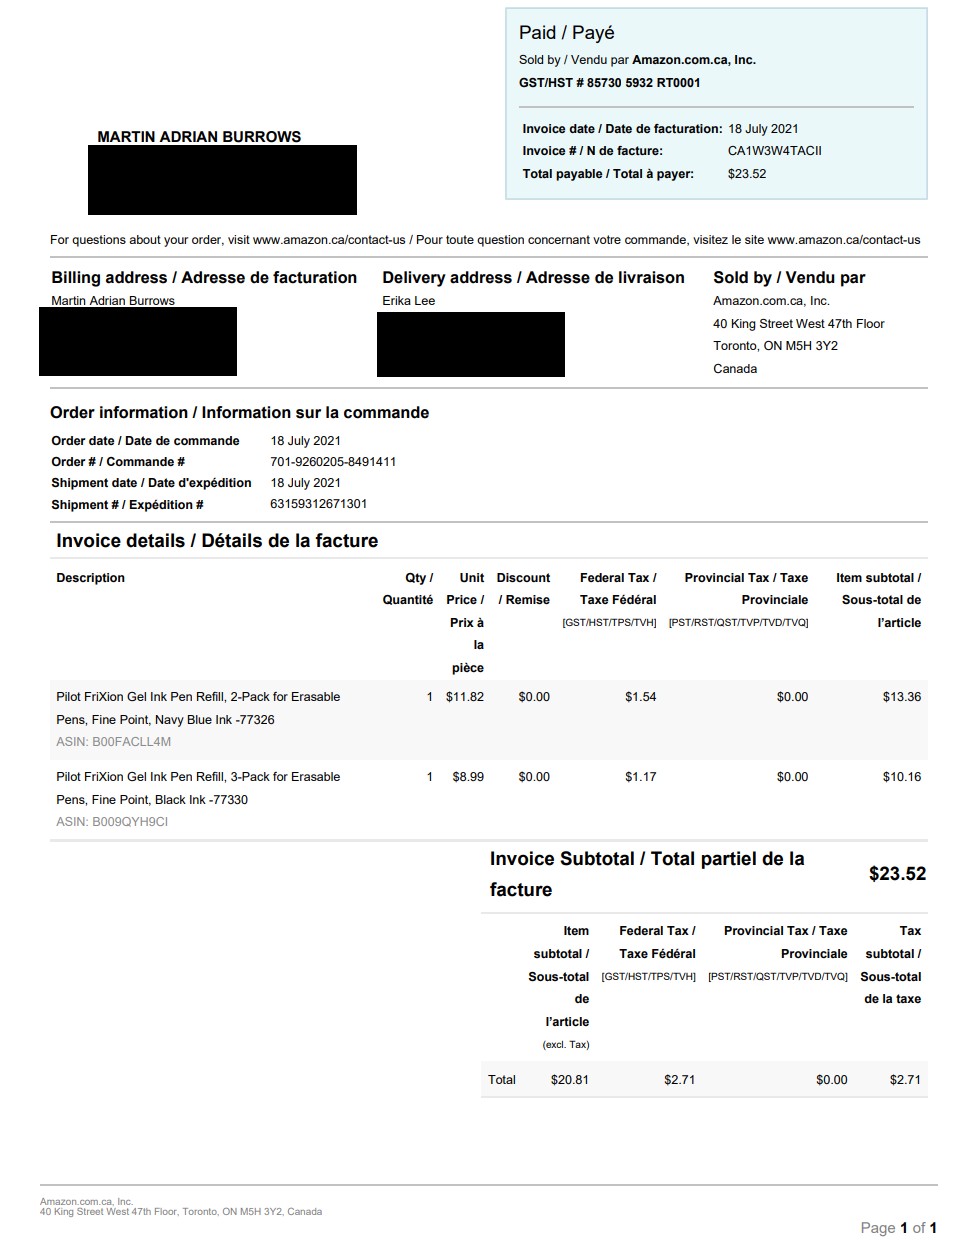 Paid / Payé
Sold by / Vendu par Amazon.com.ca, Inc.
GST/HST # 85730 5932 RT0001
Invoice date / Date de facturation: 18 July 2021
Invoice # / N de facture: CA1W3W4TACII
Total payable / Total à payer: $23.52
MARTIN ADRIAN BURROWS
For questions about your order, visit www.amazon.ca/contact-us / Pour toute question concernant votre commande, visitez le site www.amazon.ca/contact-us
Billing address / Adresse de facturation
Martin Adrian Burrows
Delivery address / Adresse de livraison
Erika Lee
Sold by / Vendu par
Amazon.com.ca, Inc.
40 King Street West 47th Floor
Toronto, ON M5H 3Y2
Canada
Order information / Information sur la commande
Order date / Date de commande 18 July 2021
Order # / Commande # 701-9260205-8491411
Shipment date / Date d'expédition 18 July 2021
Shipment # / Expédition # 63159312671301
Invoice details / Détails de la facture
Description Qty / Unit Discount Federal Tax / Provincial Tax / Taxe Item subtotal /
Quantité Price / / Remise Taxe Fédéral Provinciale Sous-total de
Prix à [GST/HST/TPS/TVH] [PST/RST/QST/TVP/TVD/TVQ] l’article
la
pièce
Pilot FriXion Gel Ink Pen Refill, 2-Pack for Erasable 1 $11.82 $0.00 $1.54 $0.00 $13.36
Pens, Fine Point, Navy Blue Ink -77326
ASIN: B00FACLL4M
Pilot FriXion Gel Ink Pen Refill, 3-Pack for Erasable 1 $8.99 $0.00 $1.17 $0.00 $10.16
Pens, Fine Point, Black Ink -77330
ASIN: B009QYH9CI
Invoice Subtotal / Total partiel de la
facture $23.52
Item Federal Tax / Provincial Tax / Taxe Tax
subtotal / Taxe Fédéral Provinciale subtotal /
Sous-total [GST/HST/TPS/TVH] [PST/RST/QST/TVP/TVD/TVQ] Sous-total
de de la taxe
l’article
(excl. Tax)
Total $20.81 $2.71 $0.00 $2.71
Amazon.com.ca, Inc.
40 King Street West 47th Floor, Toronto, ON M5H 3Y2, Canada
Page 1 of 1